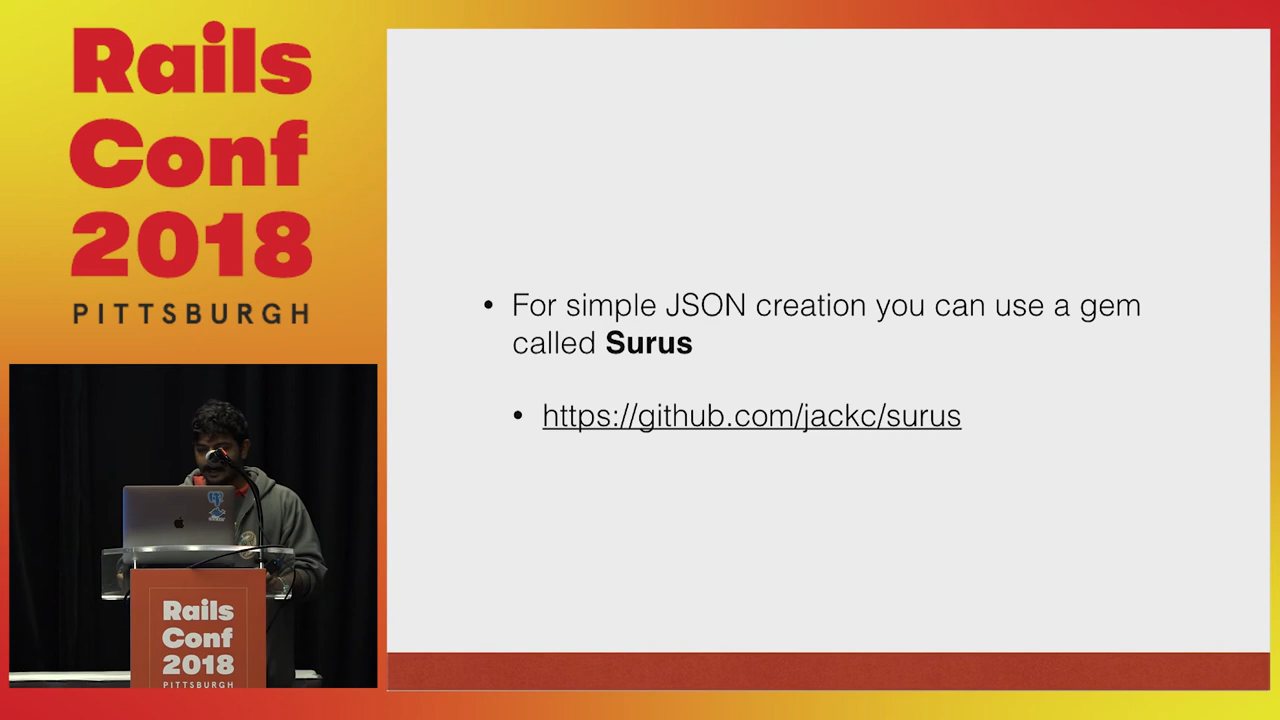 Rails
Conf
2018
PITTSBURGH
• For simple JSON creation you can use a gem
called Surus
• https://github.com/jackc/surus
Rails
Conf
2018
PITTSBURGH